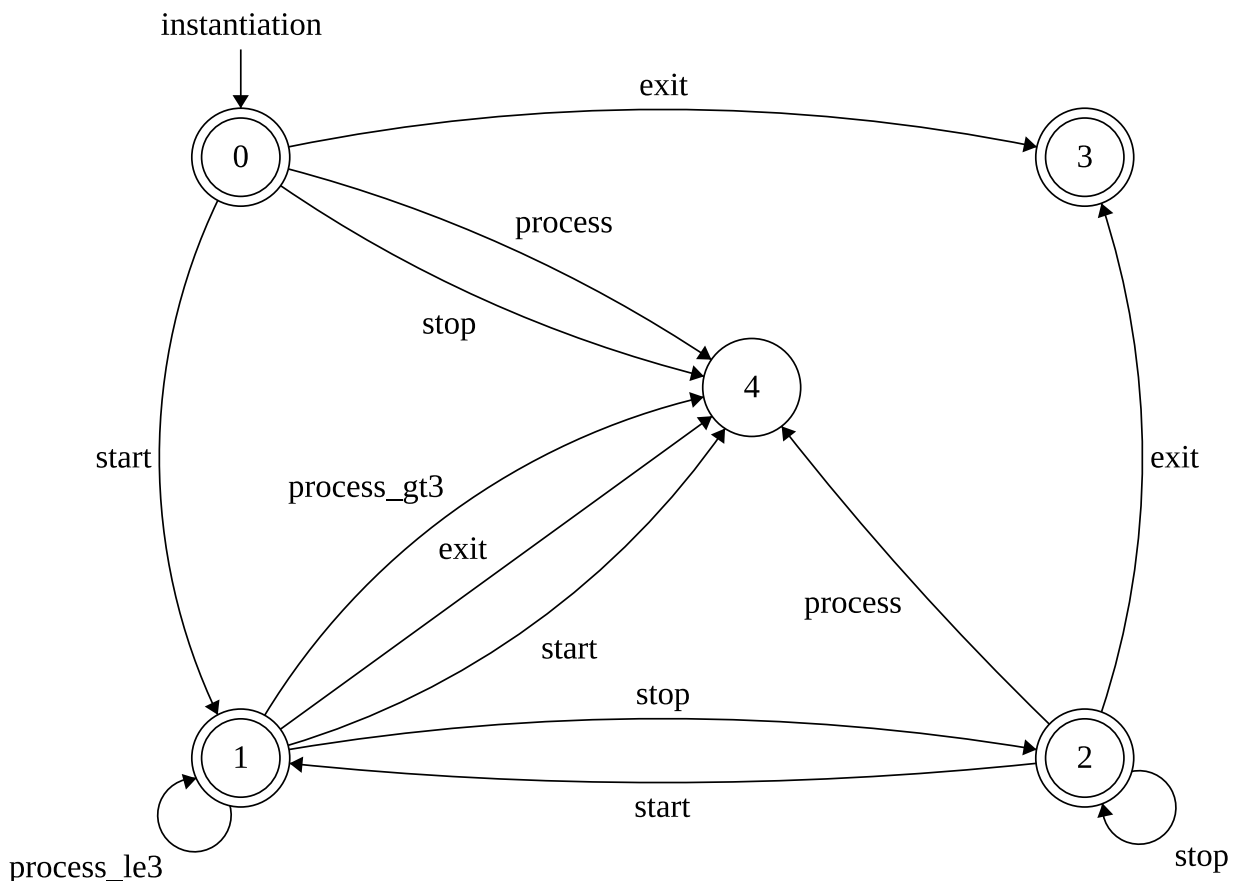 instantiation
exit
0
3
process
stop
4
start
exit
process_gt3
exit
process
start
stop
1
2
start
process_le3
stop